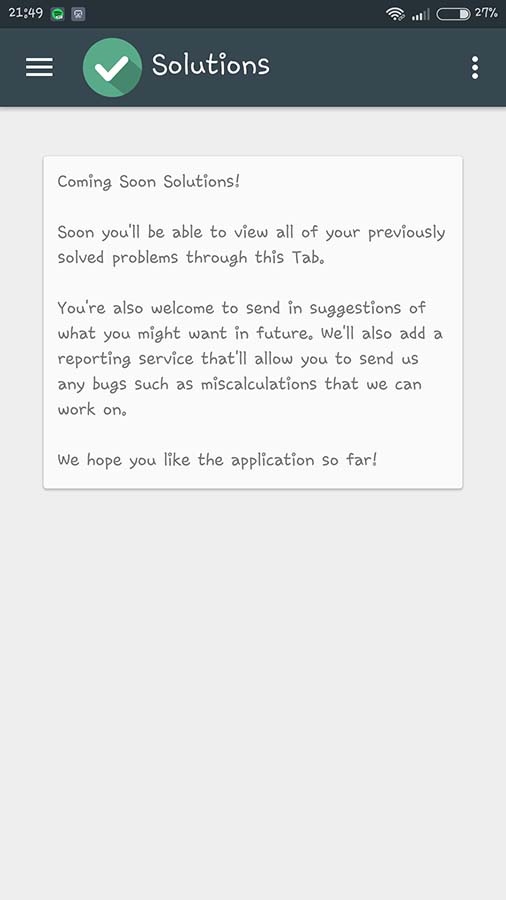 21:49
27%
Solutions
Coming Soon Solutions!
Soon you'll be able to view all of your previously
solved problems through this Tab.
You're also welcome to send in suggestions of
what you might want in future. We'll also add a
reporting service that'll allow you to send us
any bugs such as miscalculations that we can
work on.
We hope you like the application so far!